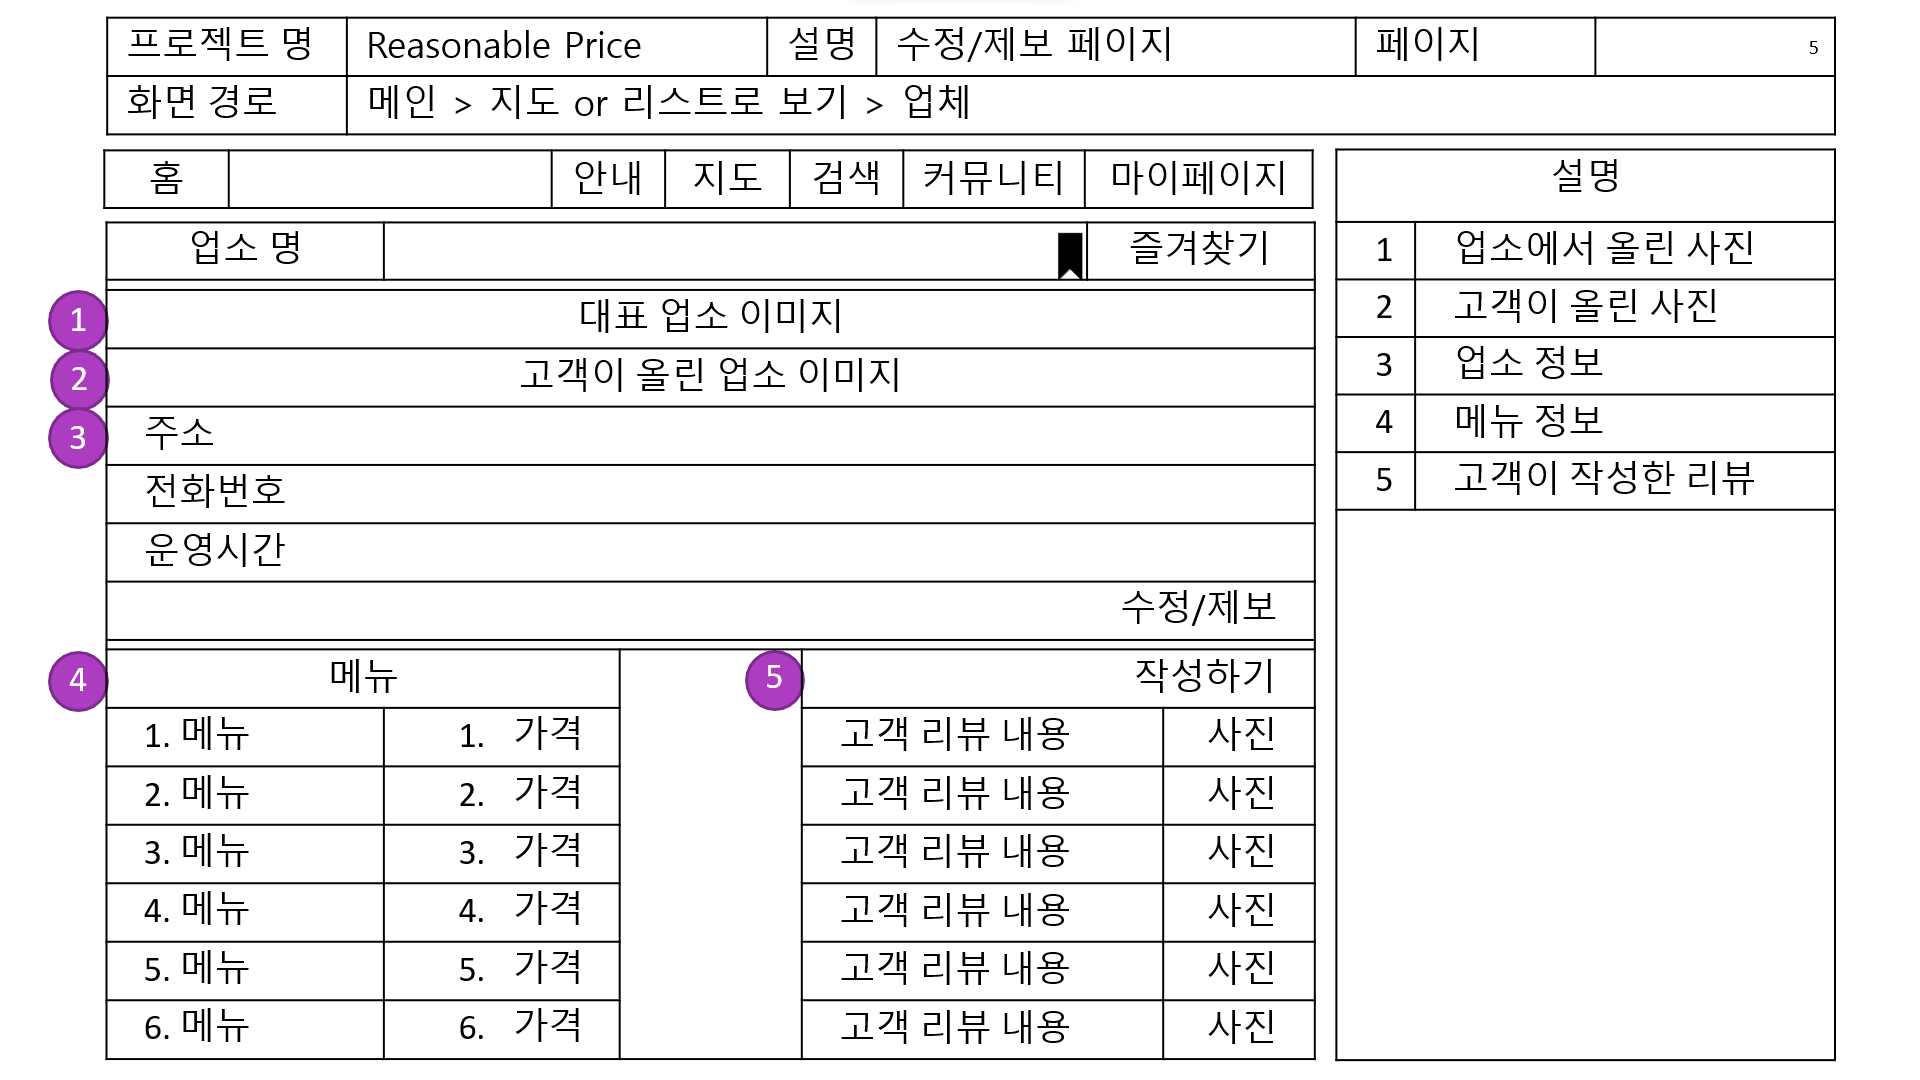 프로젝트 명 Reasonable Price 설명 수정/제보 페이지 페이지 5
화면 경로 메인 > 지도 or 리스트로 보기 > 업체
홈 안내 지도 검색 커뮤니티 마이페이지
업소 명 즐겨찾기
1 대표 업소 이미지
2 고객이 올린 업소 이미지
3 주소
전화번호
운영시간
수정/제보
4 메뉴
1. 메뉴 1. 가격
2. 메뉴 2. 가격
3. 메뉴 3. 가격
4. 메뉴 4. 가격
5. 메뉴 5. 가격
6. 메뉴 6. 가격
5 작성하기
고객 리뷰 내용 사진
고객 리뷰 내용 사진
고객 리뷰 내용 사진
고객 리뷰 내용 사진
고객 리뷰 내용 사진
고객 리뷰 내용 사진
설명
1 업소에서 올린 사진
2 고객이 올린 사진
3 업소 정보
4 메뉴 정보
5 고객이 작성한 리뷰